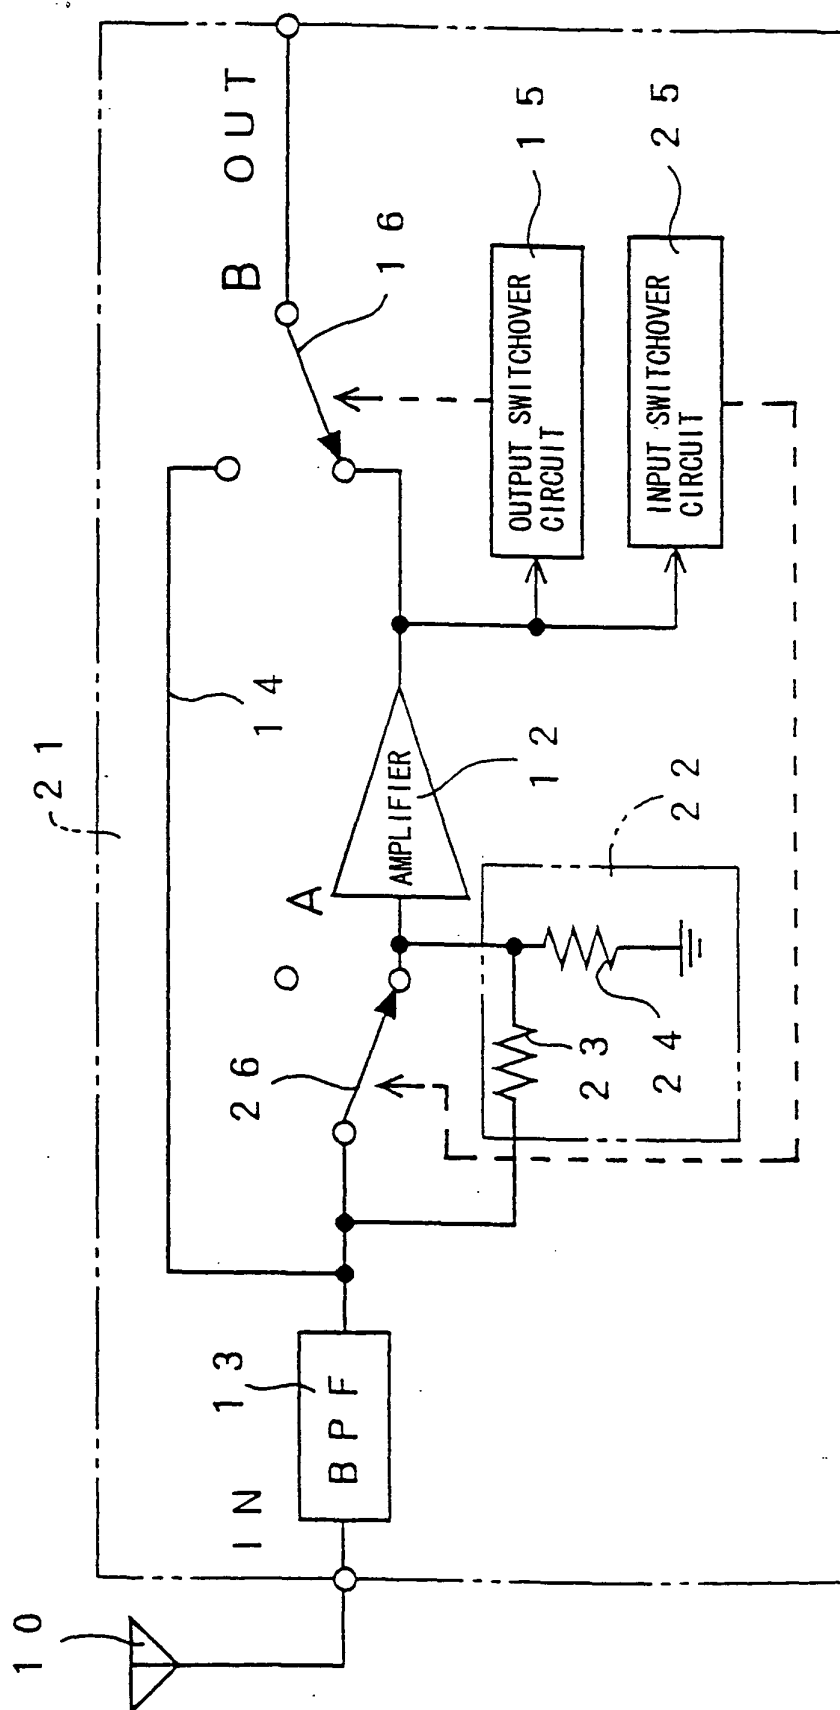 10
IN
13
BPF
21
14
26
A
AMPLIFIER
12
23
24
22
B
OUT
16
OUTPUT SWITCHOVER
CIRCUIT
15
INPUT SWITCHOVER
CIRCUIT
25